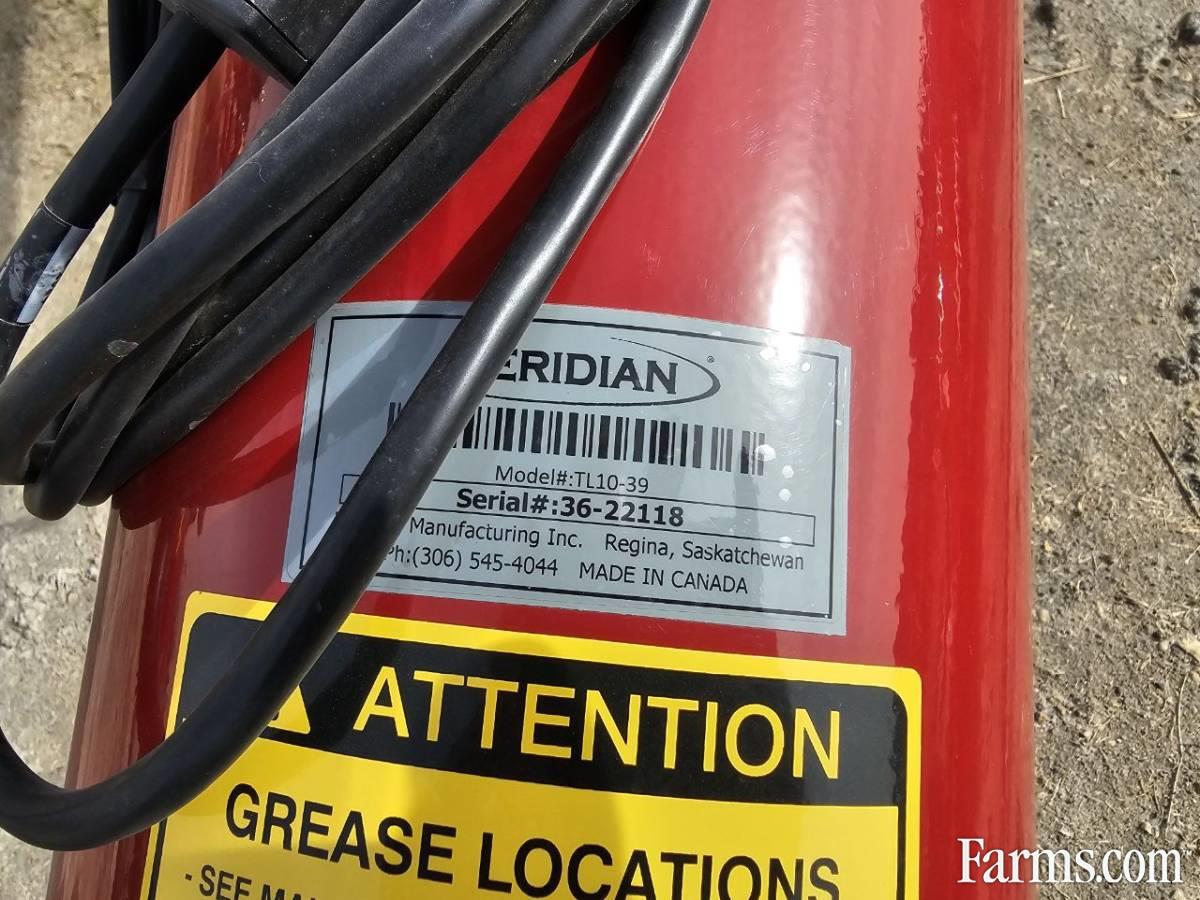 ERIDIAN®
Model#:TL10-39
Serial#:36-22118
Manufacturing Inc. Regina, Saskatchewan
Ph:(306) 545-4044 MADE IN CANADA
ATTENTION
GREASE LOCATIONS
- SEE
Farms.com